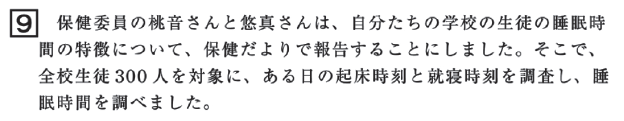 9 保健委員の桃音さんと悠真さんは、自分たちの学校の生徒の睡眠時
間の特徴について、保健だよりで報告することにしました。そこで、
全校生徒300人を対象に、ある日の起床時刻と就寝時刻を調査し、睡
眠時間を調べました。